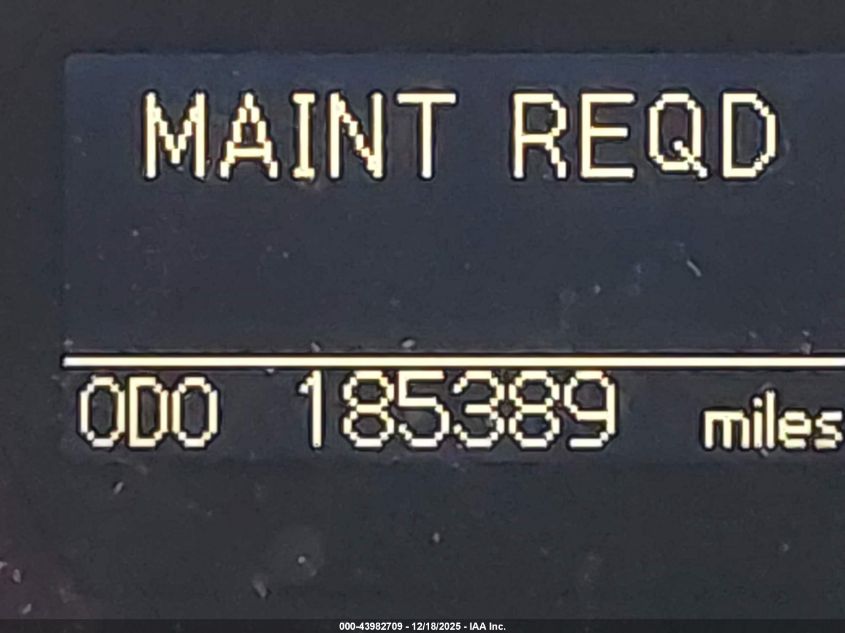 MAINT REQD
ODO 185389 miles
000-43982709 - 12/18/2025 - IAA Inc.